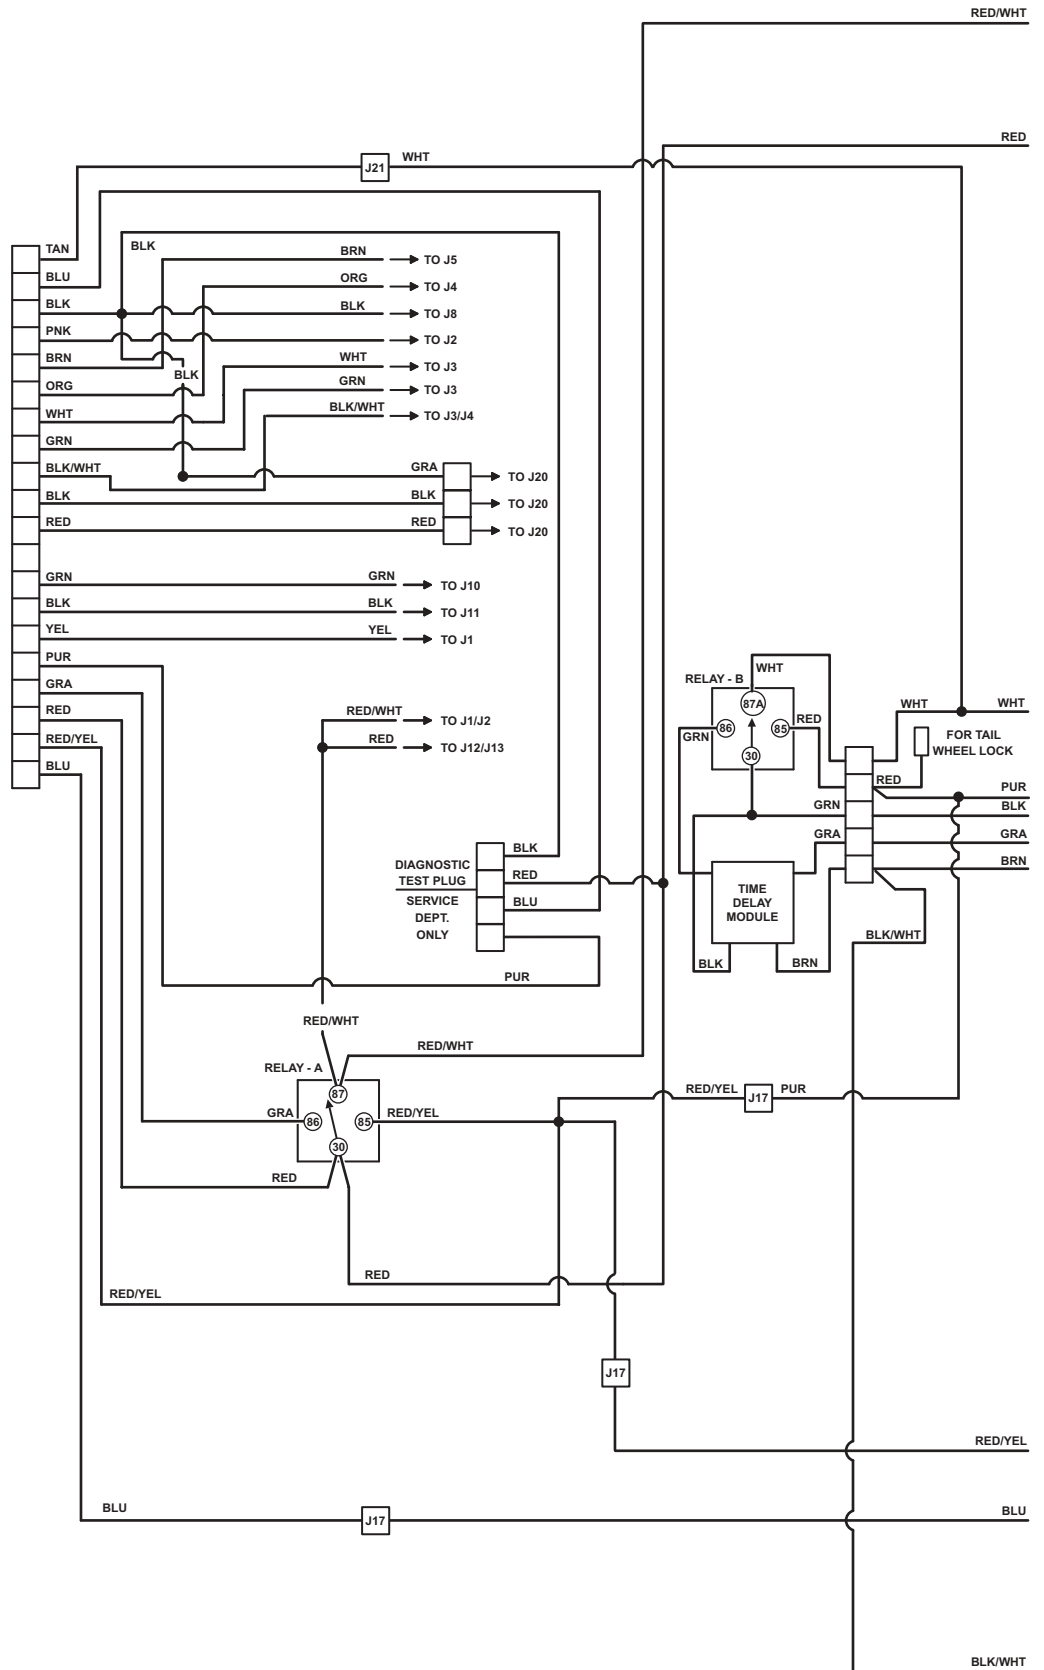 RED/WHT
RED
J21 WHT
TAN
BLK
BRN TO J5
BLU
ORG TO J4
BLK
BLK TO J8
PNK
TO J2
BRN
WHT TO J3
BLK
ORG
GRN TO J3
WHT
BLK/WHT TO J3/J4
GRN
BLK/WHT
GRA TO J20
BLK
BLK TO J20
RED
RED TO J20
GRN
GRN TO J10
BLK
BLK TO J11
YEL
YEL TO J1
PUR
GRA
RED
RED/WHT TO J1/J2
RED/YEL
RED TO J12/J13
BLU
WHT
RELAY - B
87A
86
85
RED
GRN
30
WHT
WHT
FOR TAIL
WHEEL LOCK
RED
PUR
GRN
BLK
GRA
GRA
BRN
TIME
DELAY
MODULE
BLK
BRN
BLK/WHT
DIAGNOSTIC
TEST PLUG
SERVICE
DEPT.
ONLY
BLK
RED
BLU
PUR
RED/WHT
RED/WHT
RELAY - A
87
GRA
86
85
RED/YEL
30
RED
RED/YEL J17 PUR
RED
RED/YEL
J17
RED/YEL
BLU
J17
BLU
BLK/WHT